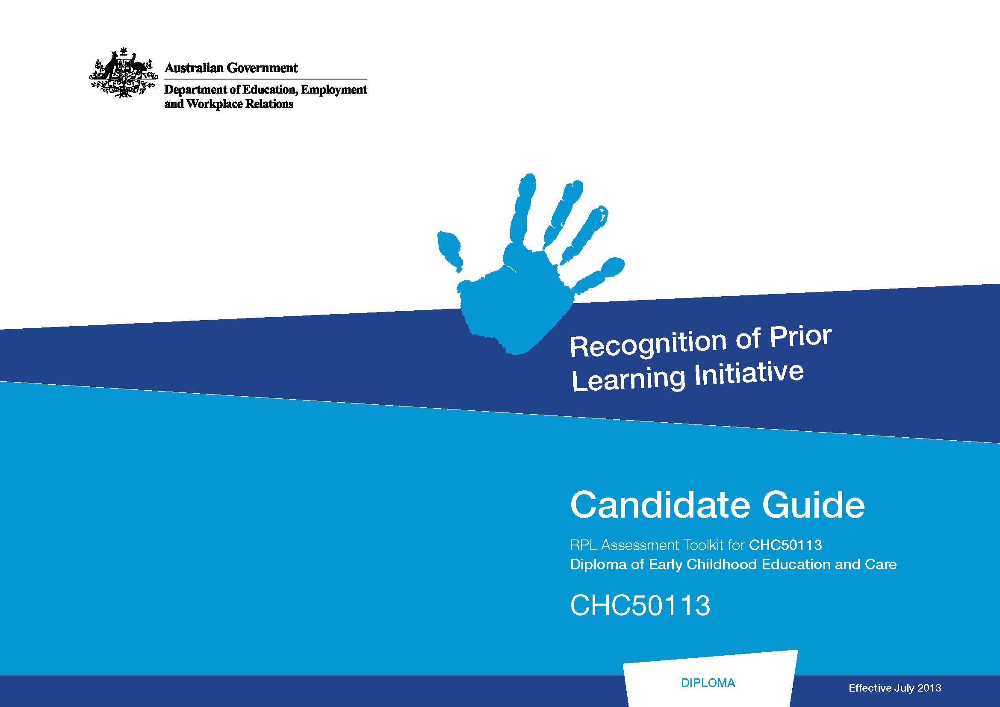 Australian Government
Department of Education, Employment
and Workplace Relations
Recognition of Prior
Learning Initiative
Candidate Guide
RPL Assessment Toolkit for CHC50113
Diploma of Early Childhood Education and Care
CHC50113
DIPLOMA
Effective July 2013